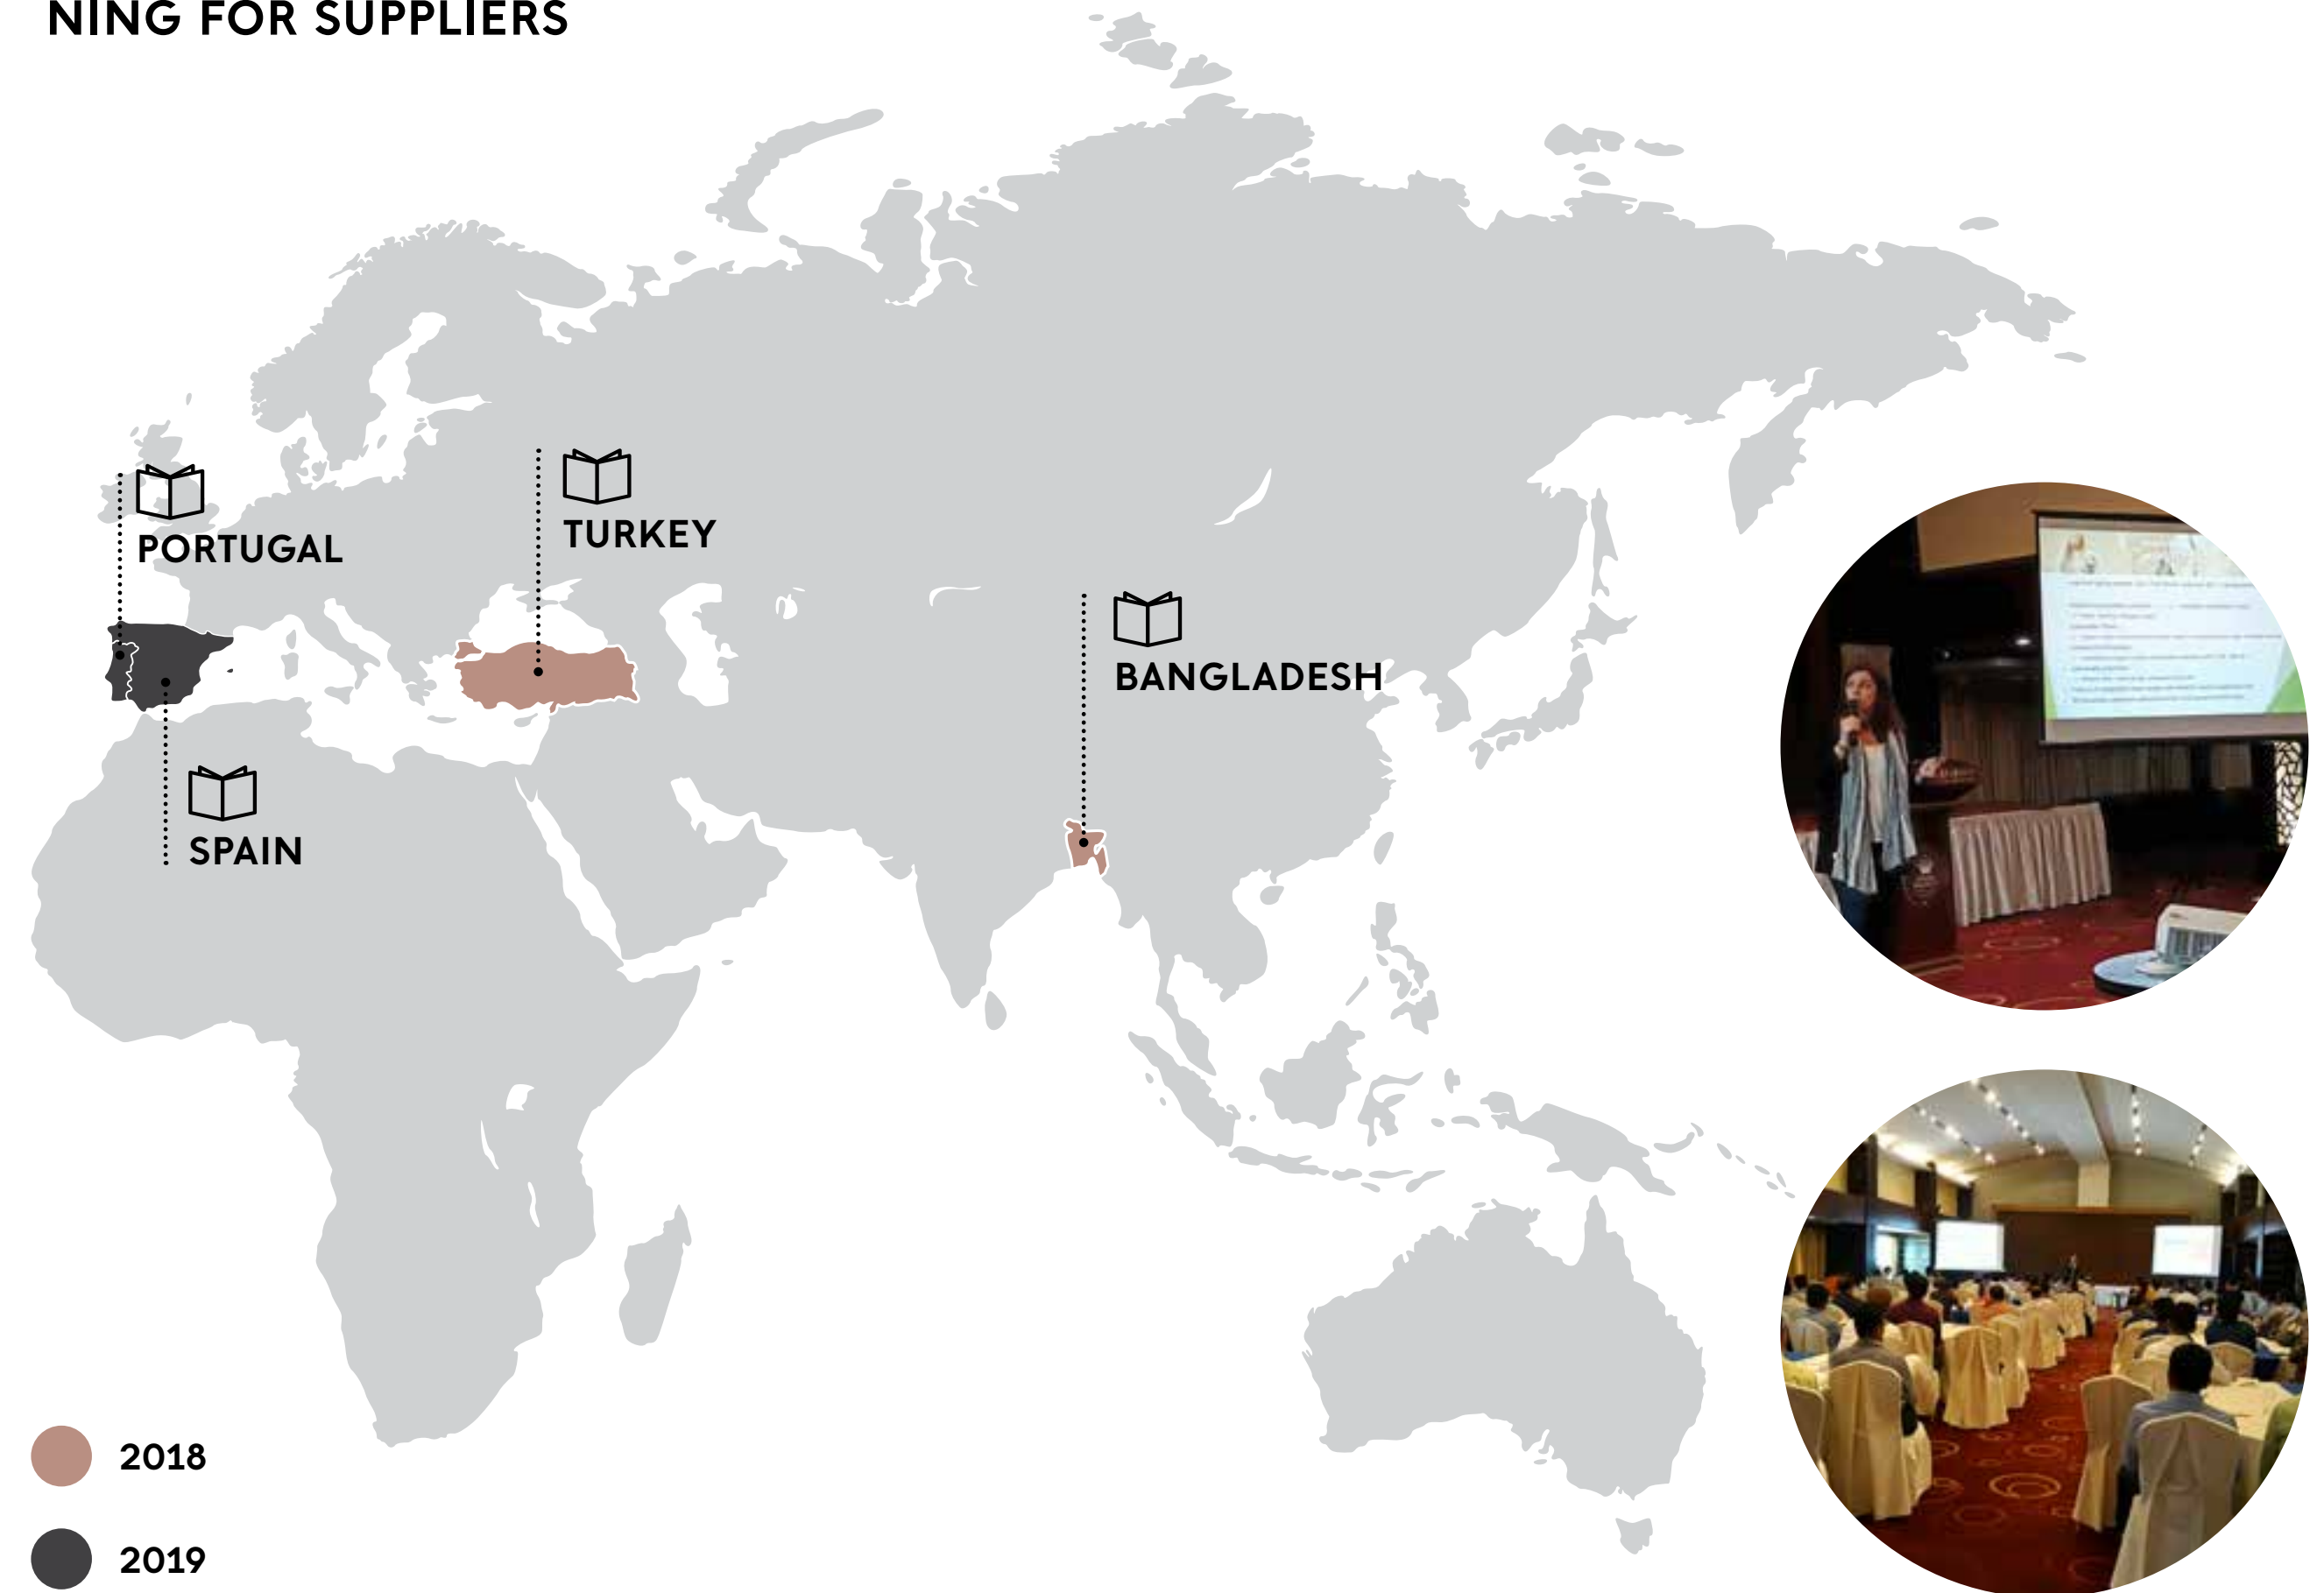 NING FOR SUPPLIERS
PORTUGAL
TURKEY
BANGLADESH
SPAIN
2018
2019